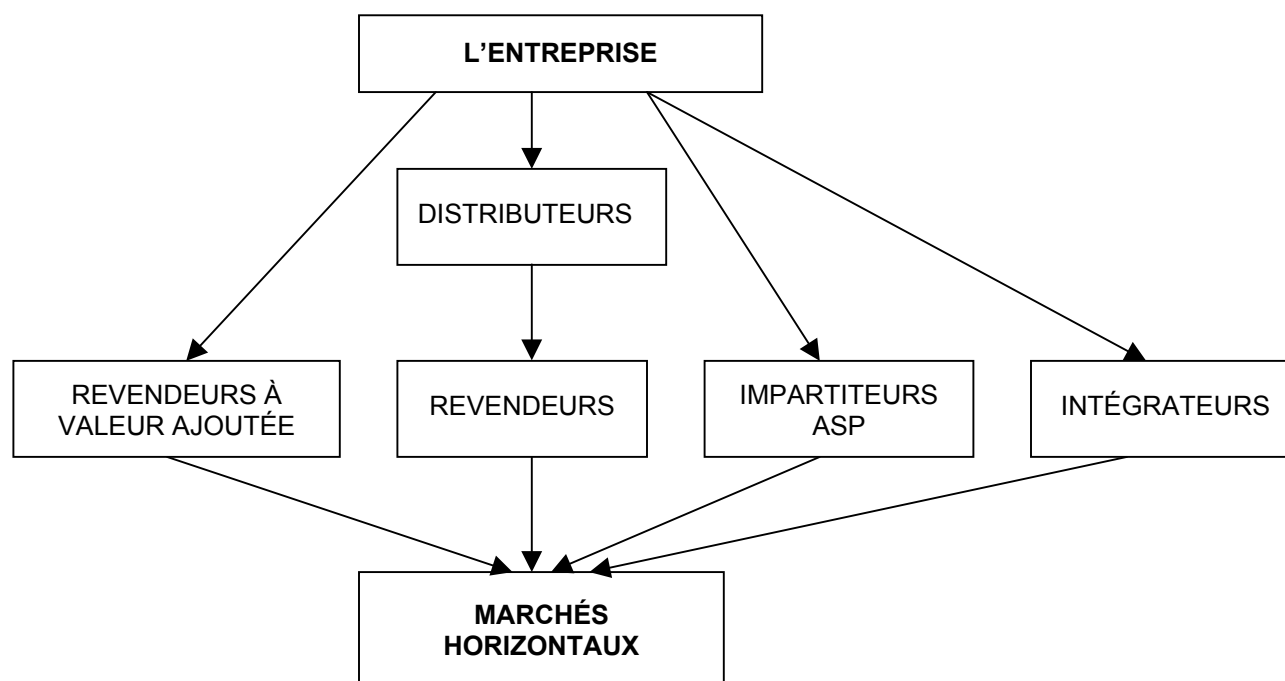 L’ENTREPRISE
DISTRIBUTEURS
REVENDEURS À
VALEUR AJOUTÉE
REVENDEURS
IMPARTITEURS
ASP
INTÉGRATEURS
MARCHÉS
HORIZONTAUX